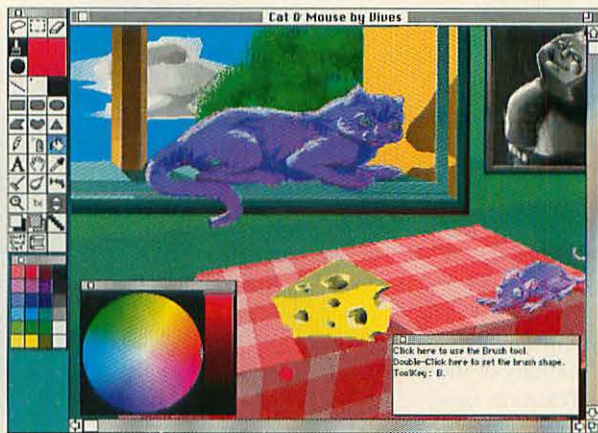 Cat & Mouse by Vives
A
1x
Click here to use the Brush tool.
Double-Click here to set the brush shape.
ToolKey: B.